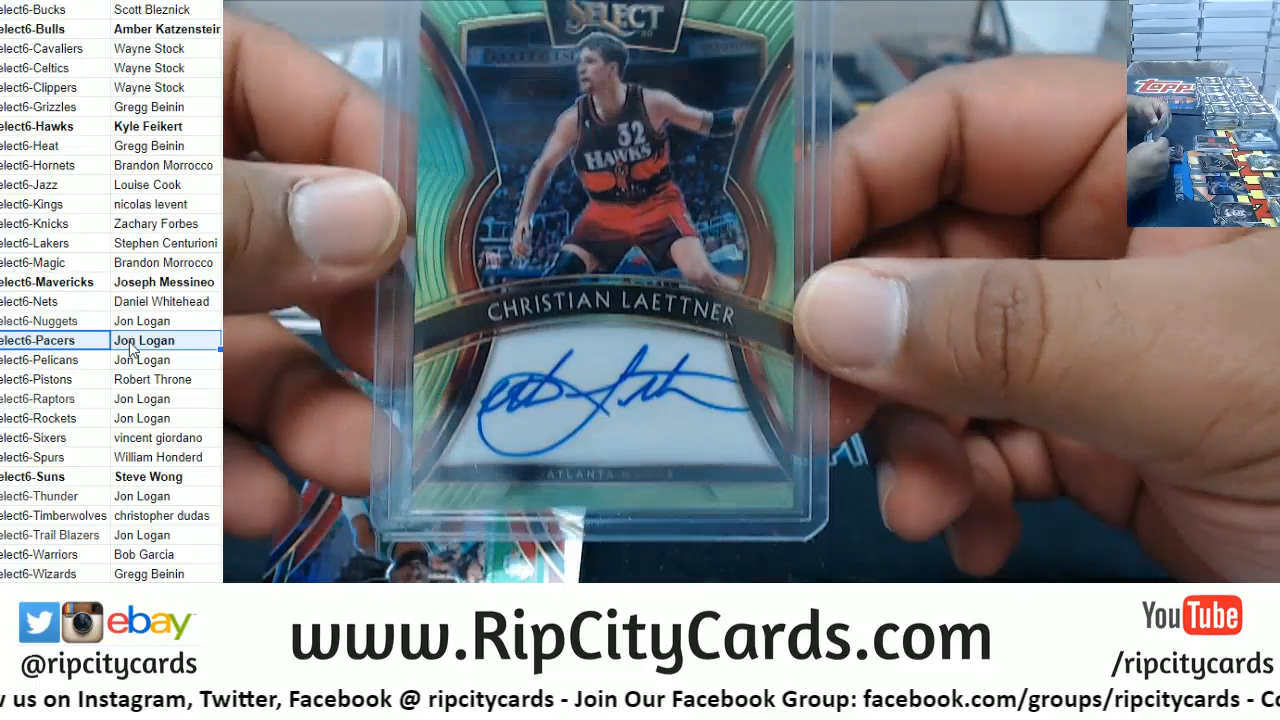 elect6-Bucks Scott Bleznick
elect6-Bulls Amber Katzenstein
elect6-Cavaliers Wayne Stock
elect6-Celtics Wayne Stock
elect6-Clippers Wayne Stock
elect6-Grizzles Gregg Beinin
elect6-Hawks Kyle Feikert
elect6-Heat Gregg Beinin
elect6-Hornets Brandon Morrocco
elect6-Jazz Louise Cook
elect6-Kings nicolas levent
elect6-Knicks Zachary Forbes
elect6-Lakers Stephen Centurioni
elect6-Magic Brandon Morrocco
elect6-Mavericks Joseph Messineo
elect6-Nets Daniel Whitehead
elect6-Nuggets Jon Logan
elect6-Pacers Jon Logan
elect6-Pelicans Jon Logan
elect6-Pistons Robert Throne
elect6-Raptors Jon Logan
elect6-Rockets Jon Logan
elect6-Sixers vincent giordano
elect6-Spurs William Honderd
elect6-Suns Steve Wong
elect6-Thunder Jon Logan
elect6-Timberwolves christopher dudas
elect6-Trail Blazers Jon Logan
elect6-Warriors Bob Garcia
elect6-Wizards Gregg Beinin
SELECT
32
HAWKS
CHRISTIAN LAETTNER
ATLANTA HAWKS
TOPPS
ebay
@ripcitycards
www.RipCityCards.com
YouTube
/ripcitycards
w us on Instagram, Twitter, Facebook @ ripcitycards - Join Our Facebook Group: facebook.com/groups/ripcitycards - Co